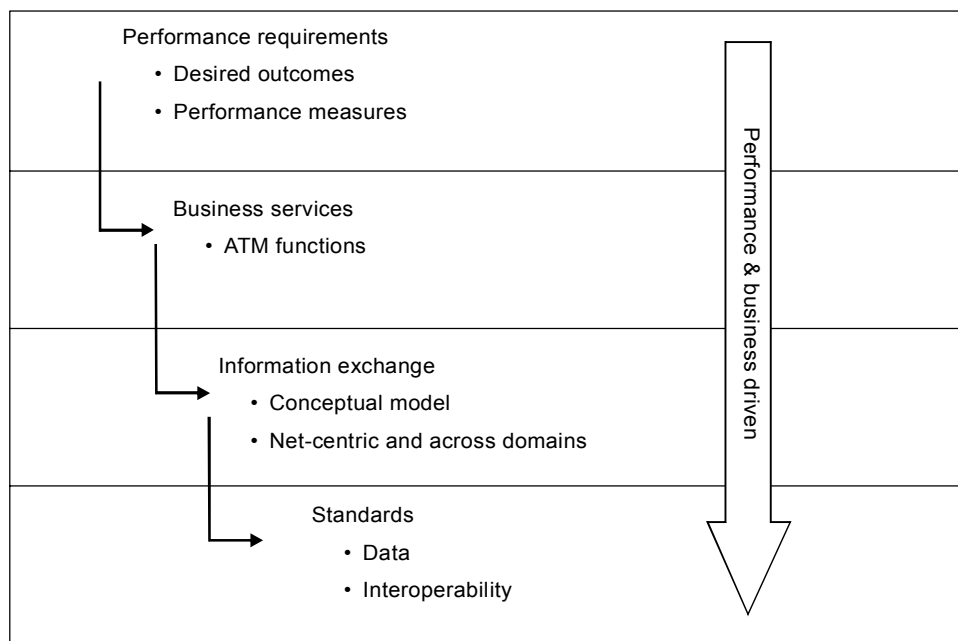 Performance requirements
• Desired outcomes
• Performance measures
Business services
• ATM functions
Information exchange
• Conceptual model
• Net-centric and across domains
Standards
• Data
• Interoperability
Performance & business driven